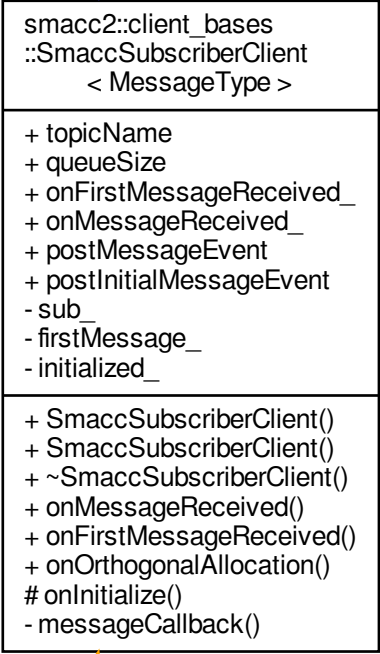 smacc2::client_bases
::SmaccSubscriberClient
< MessageType >
+ topicName
+ queueSize
+ onFirstMessageReceived_
+ onMessageReceived_
+ postMessageEvent
+ postInitialMessageEvent
- sub_
- firstMessage_
- initialized_
+ SmaccSubscriberClient()
+ SmaccSubscriberClient()
+ ~SmaccSubscriberClient()
+ onMessageReceived()
+ onFirstMessageReceived()
+ onOrthogonalAllocation()
# onInitialize()
- messageCallback()